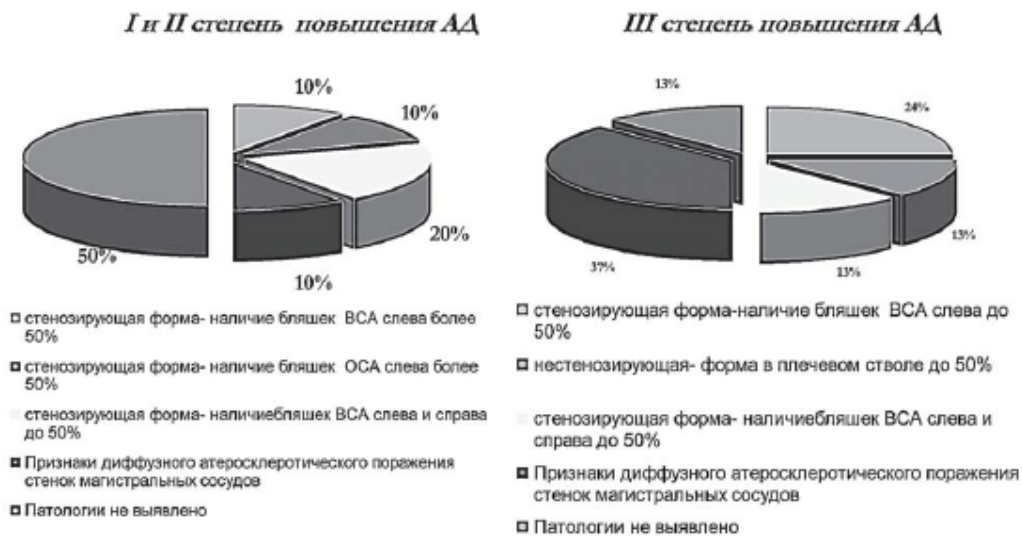 I и II степень повышения АД
10%
10%
20%
10%
50%
стенозирующая форма- наличие бляшек ВСА слева более
50%
стенозирующая форма- наличие бляшек ОСА слева более
50%
стенозирующая форма- наличиебляшек ВСА слева и справа
до 50%
Признаки диффузного атеросклеротического поражения
стенок магистральных сосудов
Патологии не выявлено
III степень повышения АД
13%
24%
13%
13%
37%
стенозирующая форма-наличие бляшек ВСА слева до
50%
нестенозирующая- форма в плечевом стволе до 50%
стенозирующая форма- наличиебляшек ВСА слева и
справа до 50%
Признаки диффузного атеросклеротического поражения
стенок магистральных сосудов
Патологии не выявлено